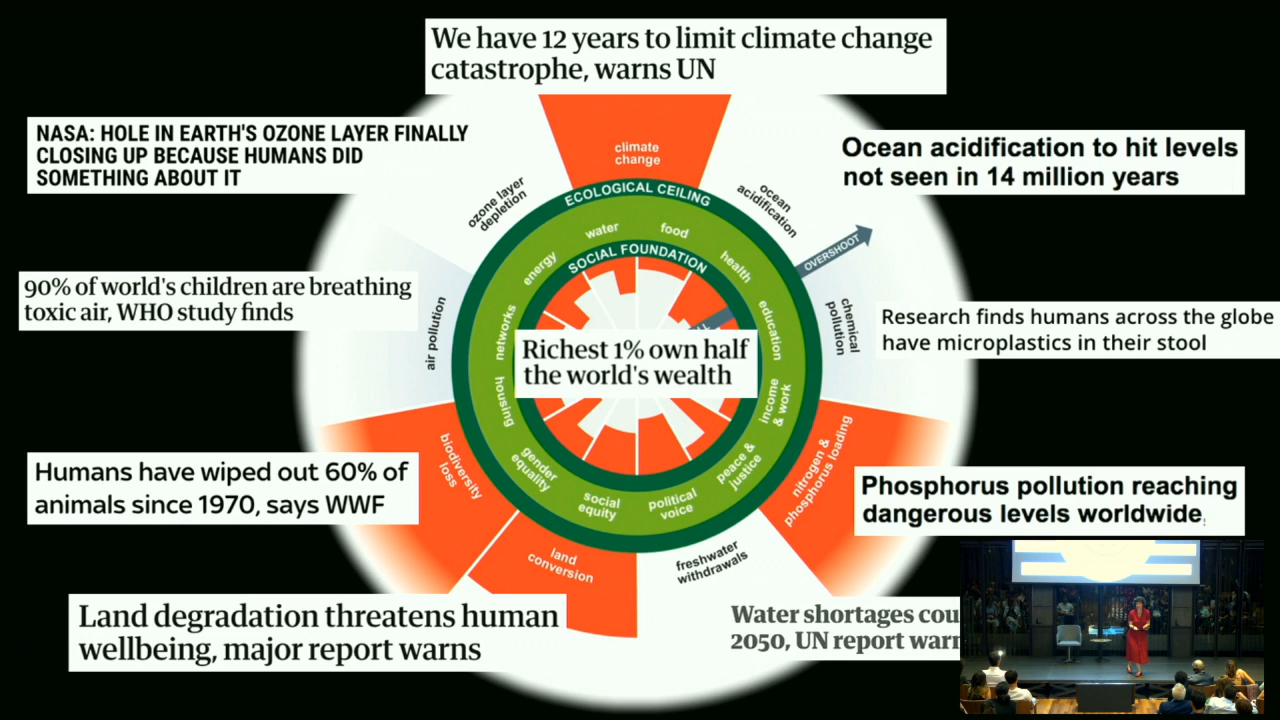 We have 12 years to limit climate change
catastrophe, warns UN
NASA: HOLE IN EARTH'S OZONE LAYER FINALLY
CLOSING UP BECAUSE HUMANS DID
SOMETHING ABOUT IT
Ocean acidification to hit levels
not seen in 14 million years
climate
change
ozone layer
depletion
ocean
acidification
ECOLOGICAL CEILING
OVERSHOOT
water
food
energy
health
SOCIAL FOUNDATION
90% of world's children are breathing
toxic air, WHO study finds
air pollution
networks
education
chemical
pollution
Research finds humans across the globe
have microplastics in their stool
Richest 1% own half
the world's wealth
housing
income
& work
Humans have wiped out 60% of
animals since 1970, says WWF
biodiversity
loss
gender
equality
social
equity
political
voice
peace &
justice
nitrogen &
phosphorus loading
Phosphorus pollution reaching
dangerous levels worldwide
land
conversion
freshwater
withdrawals
Land degradation threatens human
wellbeing, major report warns
Water shortages
2050, UN report